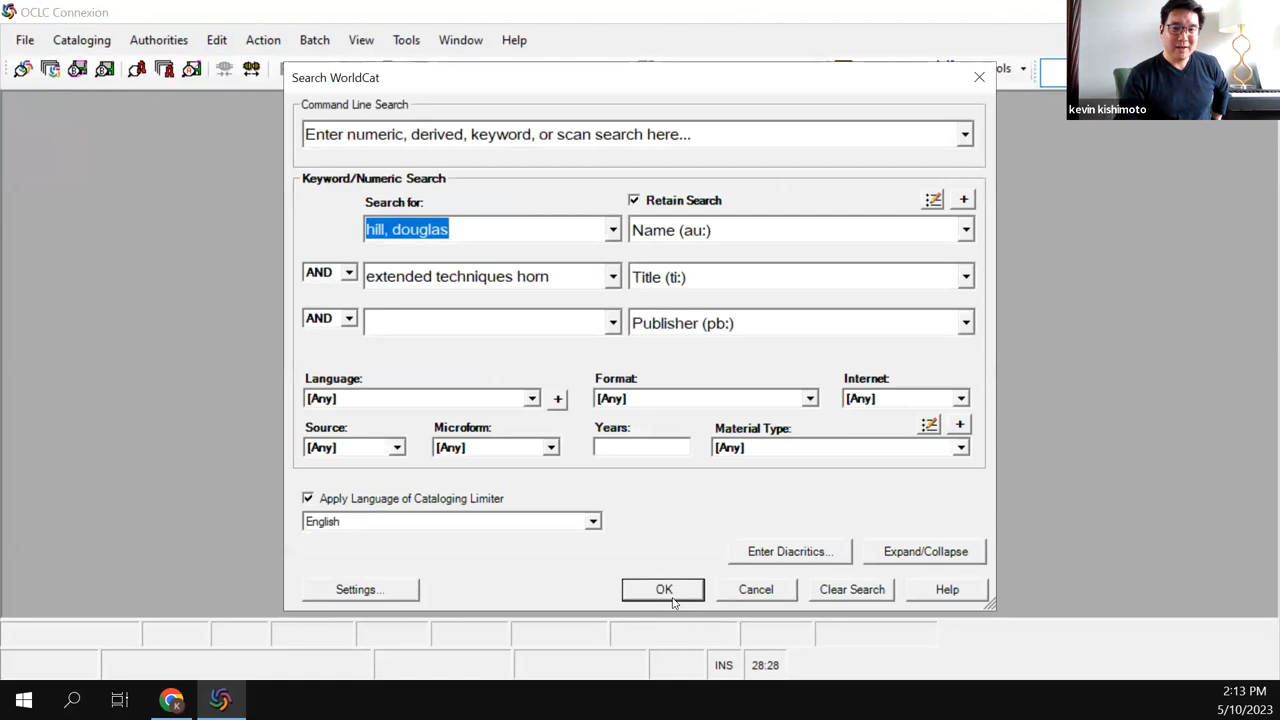 OCLC Connexion
File Cataloging Authorities Edit Action Batch View Tools Window Help
kevin kishimoto
Search WorldCat
Command Line Search
Enter numeric, derived, keyword, or scan search here...
Keyword/Numeric Search
Search for:
Retain Search
hill, douglas
Name (au:)
AND
extended techniques horn
Title (ti:)
AND
Publisher (pb:)
Language:
Format:
Internet:
[Any]
[Any]
[Any]
Source:
Microform:
Years:
Material Type:
[Any]
[Any]
[Any]
Apply Language of Cataloging Limiter
English
Enter Diacritics...
Expand/Collapse
Settings...
OK
Cancel
Clear Search
Help
INS
28:28
2:13 PM
5/10/2023